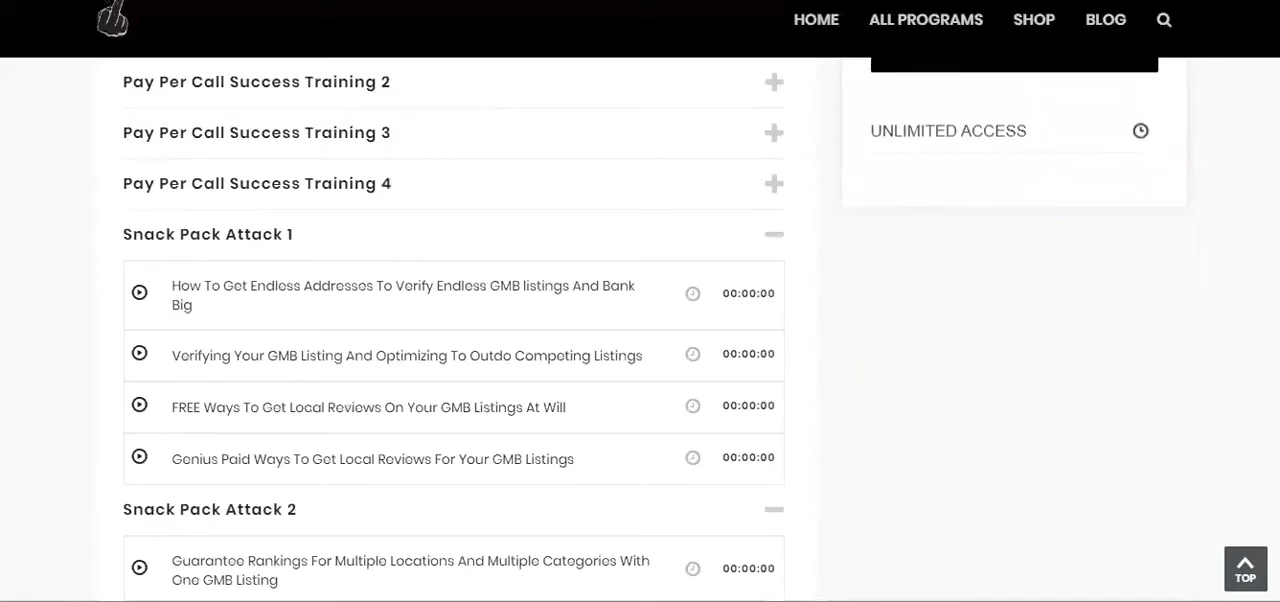 HOME ALL PROGRAMS SHOP BLOG
Pay Per Call Success Training 2
Pay Per Call Success Training 3
UNLIMITED ACCESS
Pay Per Call Success Training 4
Snack Pack Attack 1
How To Get Endless Addresses To Verify Endless GMB listings And Bank
Big
00:00:00
Verifying Your GMB Listing And Optimizing To Outdo Competing Listings
00:00:00
FREE Ways To Get Local Reviews On Your GMB Listings At Will
00:00:00
Genius Paid Ways To Get Local Reviews For Your GMB Listings
00:00:00
Snack Pack Attack 2
Guarantee Rankings For Multiple Locations And Multiple Categories With
One GMB Listing
00:00:00
TOP